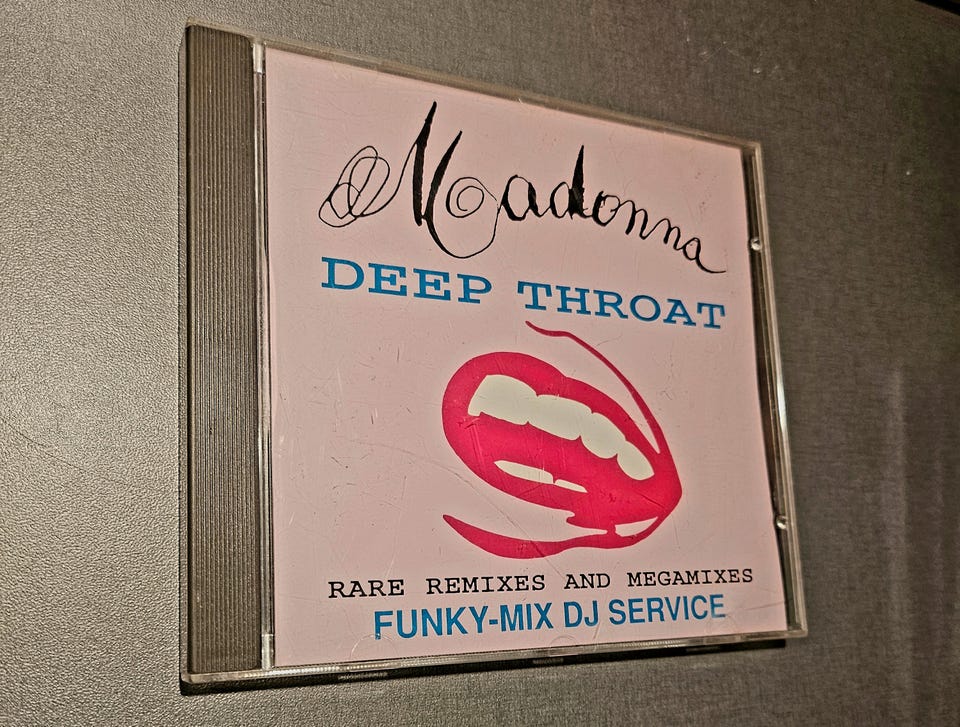 Madonna
DEEP THROAT
RARE REMIXES AND MEGAMIXES
FUNKY-MIX DJ SERVICE